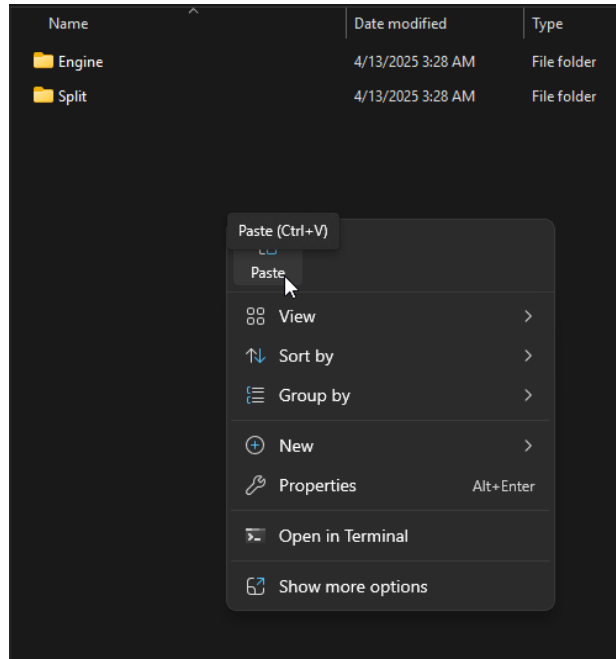 Name Date modified Type
Engine 4/13/2025 3:28 AM File folder
Split 4/13/2025 3:28 AM File folder
Paste (Ctrl+V)
Paste
View
Sort by
Group by
New
Properties Alt+Enter
Open in Terminal
Show more options